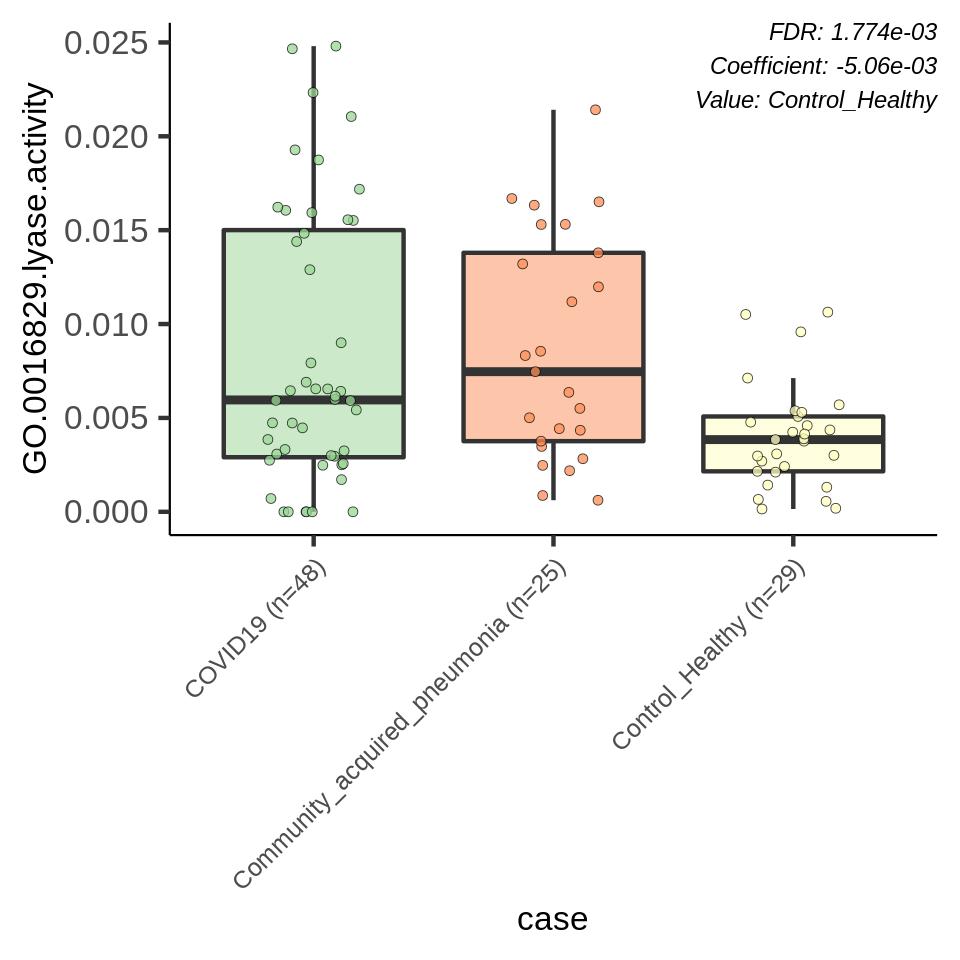 FDR: 1.774e-03
Coefficient: -5.06e-03
Value: Control_Healthy
GO.0016829.lyase.activity
0.025
0.020
0.015
0.010
0.005
0.000
COVID19 (n=48)
Community_acquired_pneumonia (n=25)
Control_Healthy (n=29)
case